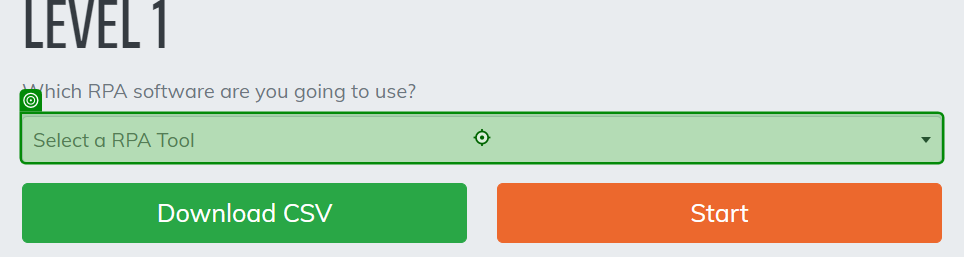 LEVEL 1
Which RPA software are you going to use?
Select a RPA Tool
Download CSV
Start